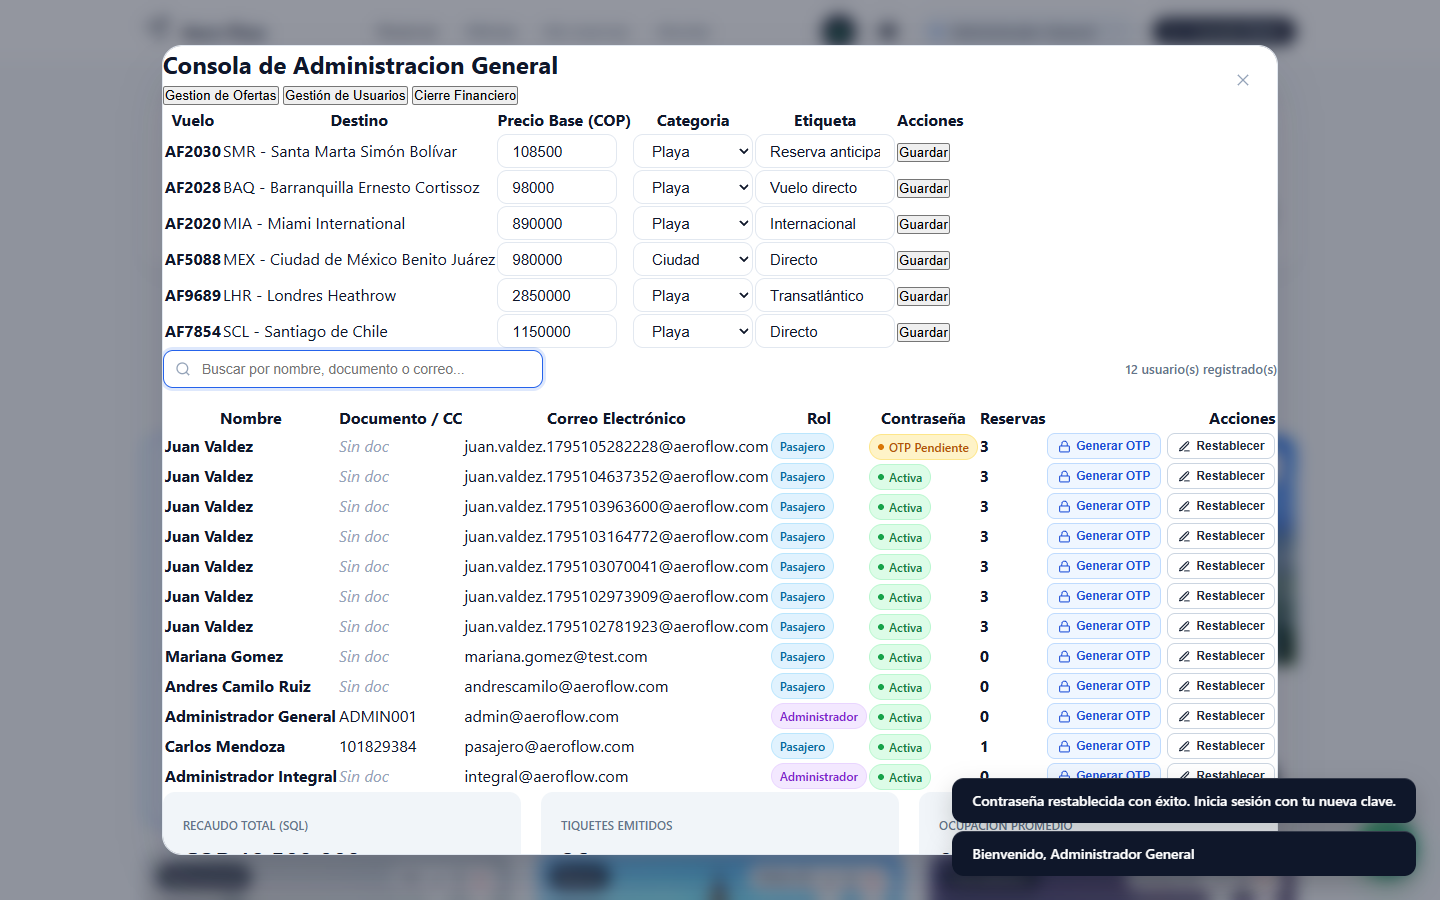 Consola de Administracion General
Gestion de Ofertas Gestión de Usuarios Cierre Financiero
Vuelo Destino Precio Base (COP) Categoria Etiqueta Acciones
AF2030 SMR - Santa Marta Simón Bolívar 108500 Playa Reserva anticipa Guardar
AF2028 BAQ - Barranquilla Ernesto Cortissoz 98000 Playa Vuelo directo Guardar
AF2020 MIA - Miami International 890000 Playa Internacional Guardar
AF5088 MEX - Ciudad de México Benito Juárez 980000 Ciudad Directo Guardar
AF9689 LHR - Londres Heathrow 2850000 Playa Transatlántico Guardar
AF7854 SCL - Santiago de Chile 1150000 Playa Directo Guardar
Buscar por nombre, documento o correo... 12 usuario(s) registrado(s)
Nombre Documento / CC Correo Electrónico Rol Contraseña Reservas Acciones
Juan Valdez Sin doc juan.valdez.1795105282228@aeroflow.com Pasajero OTP Pendiente 3 Generar OTP Restablecer
Juan Valdez Sin doc juan.valdez.1795104637352@aeroflow.com Pasajero Activa 3 Generar OTP Restablecer
Juan Valdez Sin doc juan.valdez.1795103963600@aeroflow.com Pasajero Activa 3 Generar OTP Restablecer
Juan Valdez Sin doc juan.valdez.1795103164772@aeroflow.com Pasajero Activa 3 Generar OTP Restablecer
Juan Valdez Sin doc juan.valdez.1795103070041@aeroflow.com Pasajero Activa 3 Generar OTP Restablecer
Juan Valdez Sin doc juan.valdez.1795102973909@aeroflow.com Pasajero Activa 3 Generar OTP Restablecer
Juan Valdez Sin doc juan.valdez.1795102781923@aeroflow.com Pasajero Activa 3 Generar OTP Restablecer
Mariana Gomez Sin doc mariana.gomez@test.com Pasajero Activa 0 Generar OTP Restablecer
Andres Camilo Ruiz Sin doc andrescamilo@aeroflow.com Pasajero Activa 0 Generar OTP Restablecer
Administrador General ADMIN001 admin@aeroflow.com Administrador Activa 0 Generar OTP Restablecer
Carlos Mendoza 101829384 pasajero@aeroflow.com Pasajero Activa 1 Generar OTP Restablecer
Administrador Integral Sin doc integral@aeroflow.com Administrador Activa 0 Generar OTP Restablecer
Contraseña restablecida con éxito. Inicia sesión con tu nueva clave.
RECAUDO TOTAL (SQL) TIQUETES EMITIDOS OCUPACIÓN PROMEDIO
Bienvenido, Administrador General